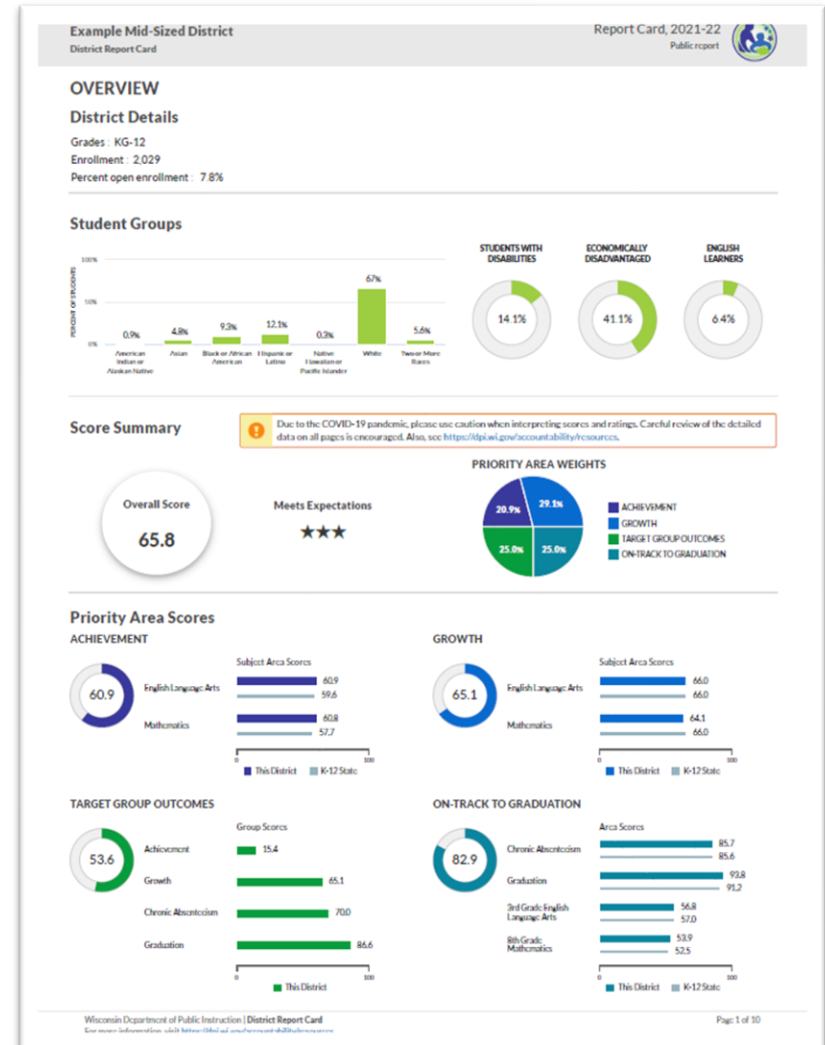 Example Mid-Sized District
District Report Card
Report Card, 2021-22
Public report
OVERVIEW
District Details
Grades : KG-12
Enrollment : 2,029
Percent open enrollment : 7.8%
Student Groups
PERCENT OF STUDENTS
100%
50%
0%
0.9%
4.8%
9.3%
12.1%
0.3%
67%
5.6%
American Indian or Alaskan Native
Asian
Black or African American
Hispanic or Latino
Native Hawaiian or Pacific Islander
White
Two or More Races
STUDENTS WITH DISABILITIES
14.1%
ECONOMICALLY DISADVANTAGED
41.1%
ENGLISH LEARNERS
6.4%
Score Summary
Due to the COVID-19 pandemic, please use caution when interpreting scores and ratings. Careful review of the detailed
data on all pages is encouraged. Also, see https://dpi.wi.gov/accountability/resources.
Overall Score
65.8
Meets Expectations
★★★
PRIORITY AREA WEIGHTS
20.9%
29.1%
25.0%
25.0%
ACHIEVEMENT
GROWTH
TARGET GROUP OUTCOMES
ON-TRACK TO GRADUATION
Priority Area Scores
ACHIEVEMENT
60.9
Subject Area Scores
English Language Arts
60.9
59.6
Mathematics
60.8
57.7
0
100
This District
K-12 State
GROWTH
65.1
Subject Area Scores
English Language Arts
66.0
66.0
Mathematics
64.1
66.0
0
100
This District
K-12 State
TARGET GROUP OUTCOMES
53.6
Group Scores
Achievement
15.4
Growth
65.1
Chronic Absenteeism
70.0
Graduation
86.6
0
100
This District
ON-TRACK TO GRADUATION
82.9
Area Scores
Chronic Absenteeism
85.7
85.6
Graduation
93.8
91.2
3rd Grade English
Language Arts
56.8
57.0
8th Grade
Mathematics
53.9
52.5
0
100
This District
K-12 State
Wisconsin Department of Public Instruction | District Report Card
Page 1 of 10
For more information, visit https://dpi.wi.gov/accountability/resources